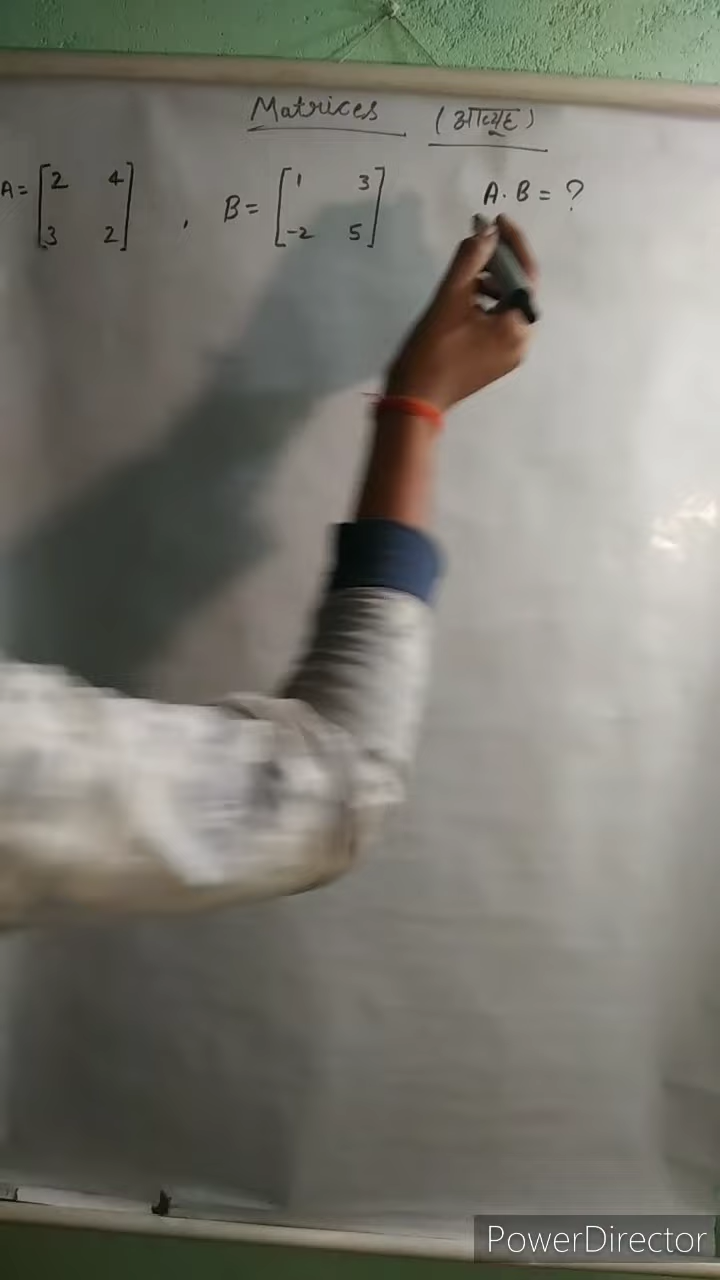 Matrices (आव्यूह)
A = [2 4 , B = [1 3 A. B = ?
3 2] -2 5]
PowerDirector